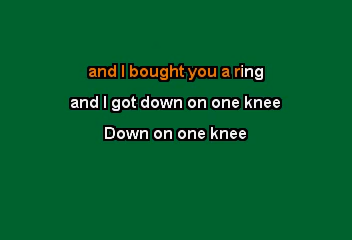 and I bought you a ring
and I got down on one knee
Down on one knee